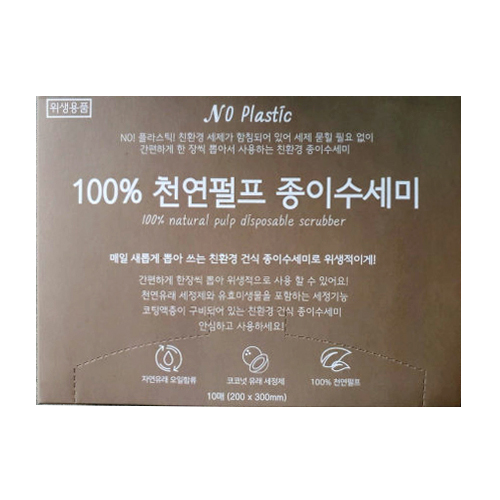 위생용품
NO Plastic
NO! 플라스틱! 친환경 세제가 함침되어 있어 세제 묻힐 필요 없이
간편하게 한 장씩 뽑아서 사용하는 친환경 종이수세미
100% 천연펄프 종이수세미
100% natural pulp disposable scrubber
매일 새롭게 뽑아 쓰는 친환경 건식 종이수세미로 위생적이게!
간편하게 한장씩 뽑아 위생적으로 사용 할 수 있어요!
천연유래 세정제와 유효미생물을 포함하는 세정기능
코팅액층이 구비되어 있는 친환경 건식 종이수세미
안심하고 사용하세요!
자연유래 오일함유
코코넛 유래 세정제
100% 천연펄프
10매 (200 x 300mm)